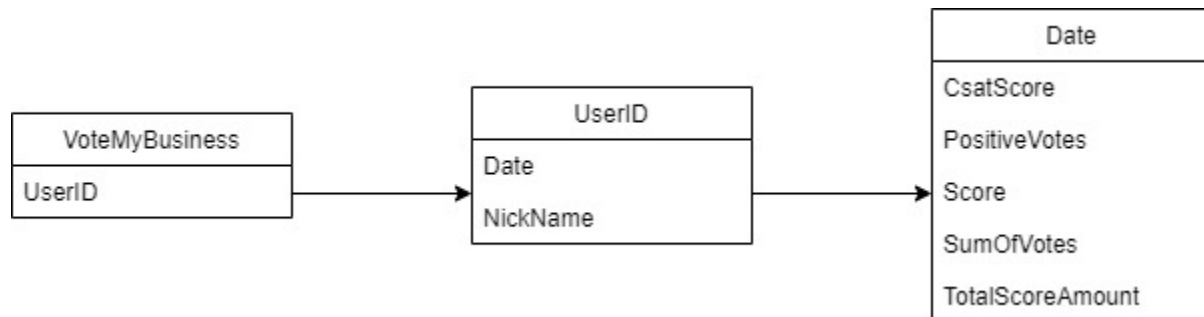 VoteMyBusiness
UserID
UserID
Date
NickName
Date
CsatScore
PositiveVotes
Score
SumOfVotes
TotalScoreAmount